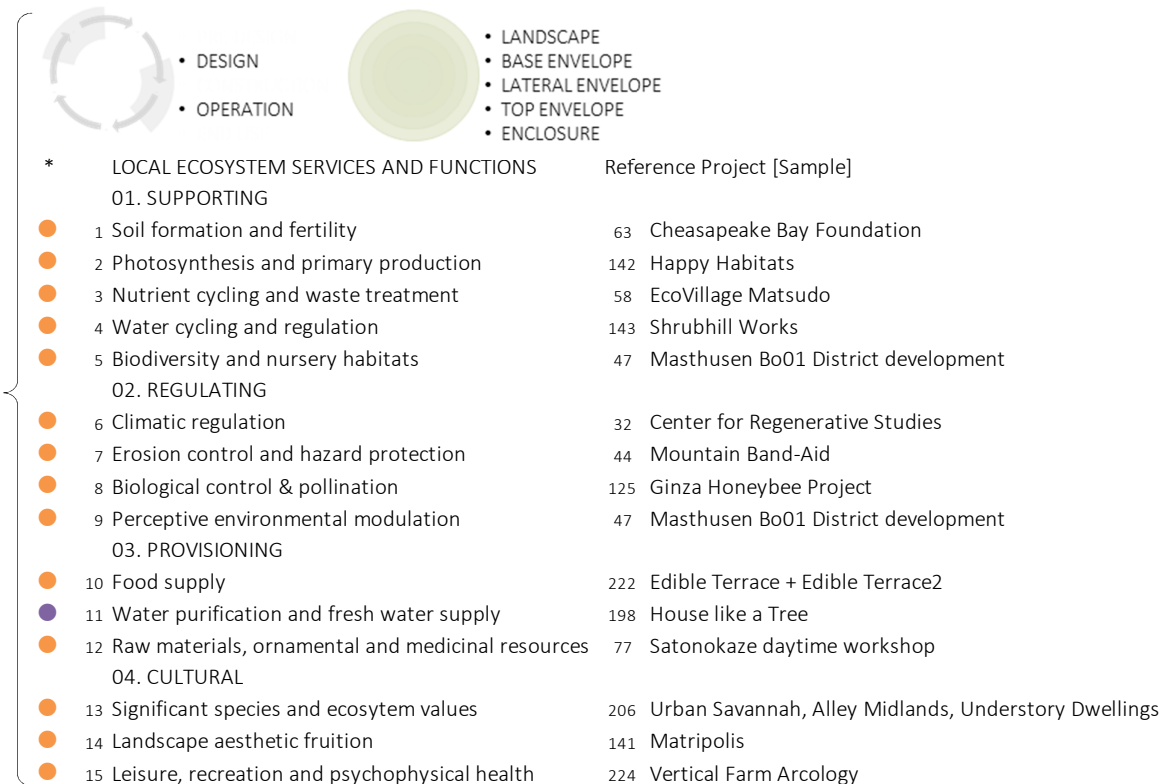 • DESIGN
• OPERATION
• LANDSCAPE
• BASE ENVELOPE
• LATERAL ENVELOPE
• TOP ENVELOPE
• ENCLOSURE
* LOCAL ECOSYSTEM SERVICES AND FUNCTIONS Reference Project [Sample]
01. SUPPORTING
1 Soil formation and fertility 63 Cheasapeake Bay Foundation
2 Photosynthesis and primary production 142 Happy Habitats
3 Nutrient cycling and waste treatment 58 EcoVillage Matsudo
4 Water cycling and regulation 143 Shrubhill Works
5 Biodiversity and nursery habitats 47 Masthusen Bo01 District development
02. REGULATING
6 Climatic regulation 32 Center for Regenerative Studies
7 Erosion control and hazard protection 44 Mountain Band-Aid
8 Biological control & pollination 125 Ginza Honeybee Project
9 Perceptive environmental modulation 47 Masthusen Bo01 District development
03. PROVISIONING
10 Food supply 222 Edible Terrace + Edible Terrace2
11 Water purification and fresh water supply 198 House like a Tree
12 Raw materials, ornamental and medicinal resources 77 Satonokaze daytime workshop
04. CULTURAL
13 Significant species and ecosytem values 206 Urban Savannah, Alley Midlands, Understory Dwellings
14 Landscape aesthetic fruition 141 Matripolis
15 Leisure, recreation and psychophysical health 224 Vertical Farm Arcology